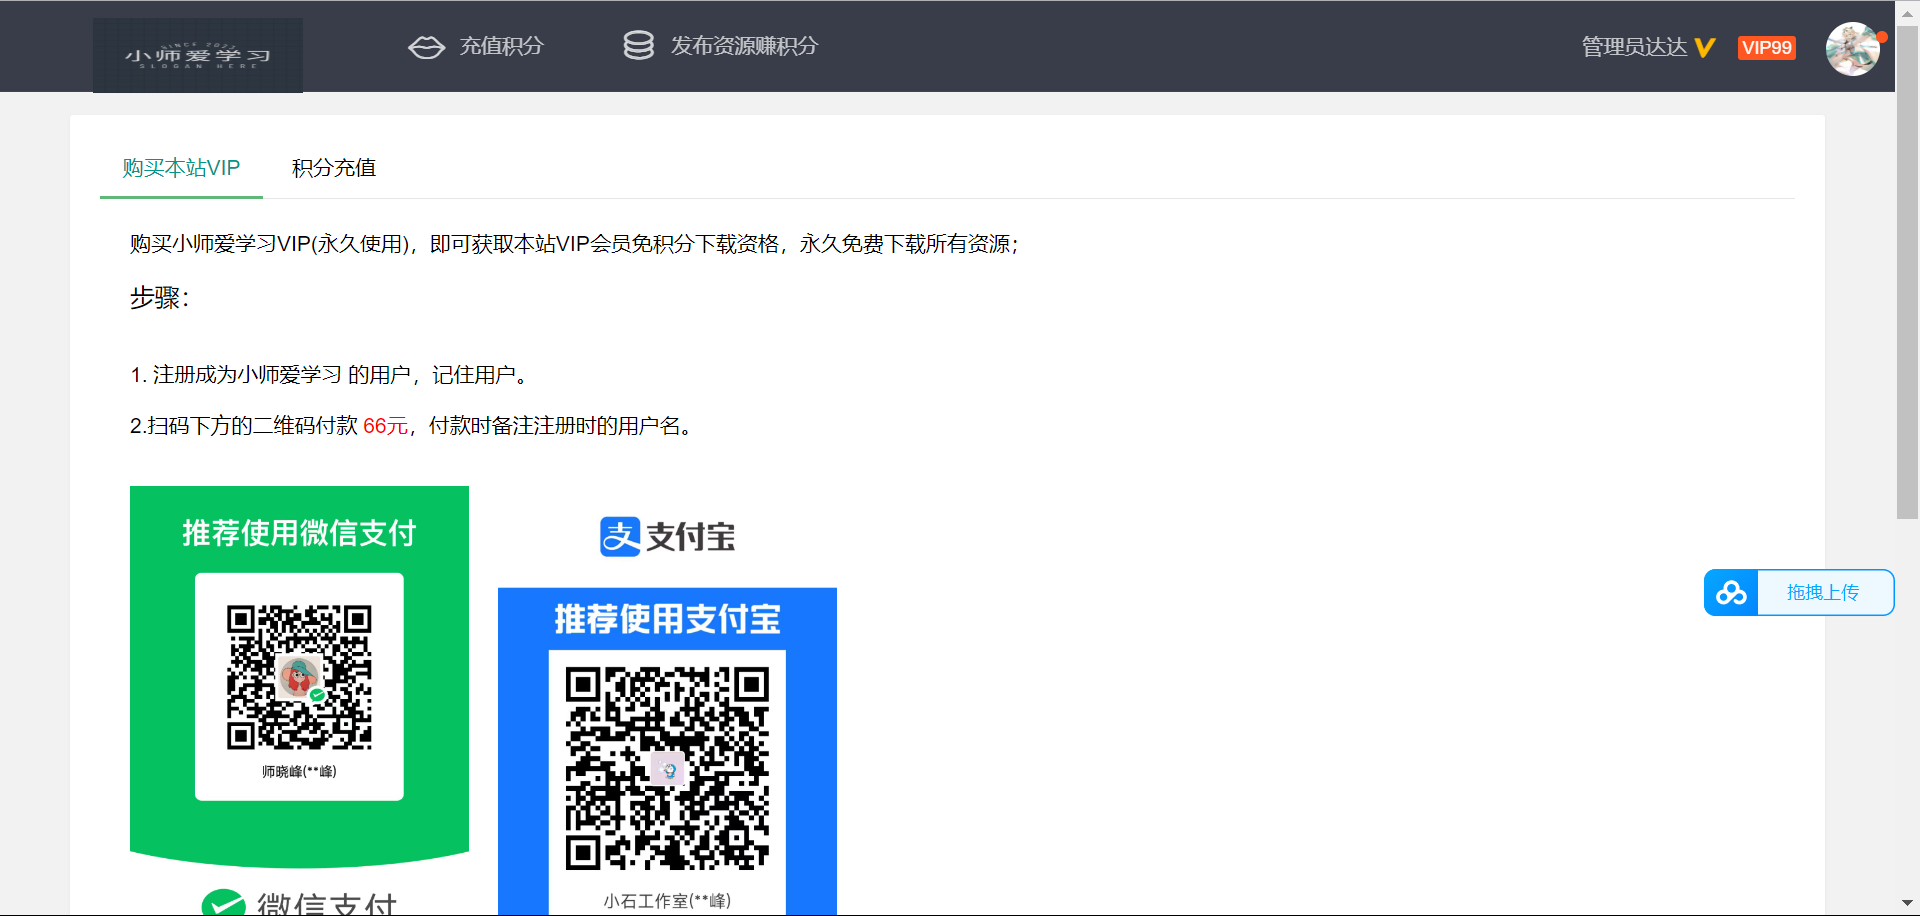 SINCE 2022
小师爱学习
SLOGAN HERE
充值积分
发布资源赚积分
管理员达达
VIP99
购买本站VIP
积分充值
购买小师爱学习VIP(永久使用)，即可获取本站VIP会员免积分下载资格，永久免费下载所有资源；
步骤：
1. 注册成为小师爱学习 的用户，记住用户。
2.扫码下方的二维码付款 66元，付款时备注注册时的用户名。
推荐使用微信支付
师晓峰(**峰)
微信支付
支 支付宝
推荐使用支付宝
小石工作室(**峰)
拖拽上传